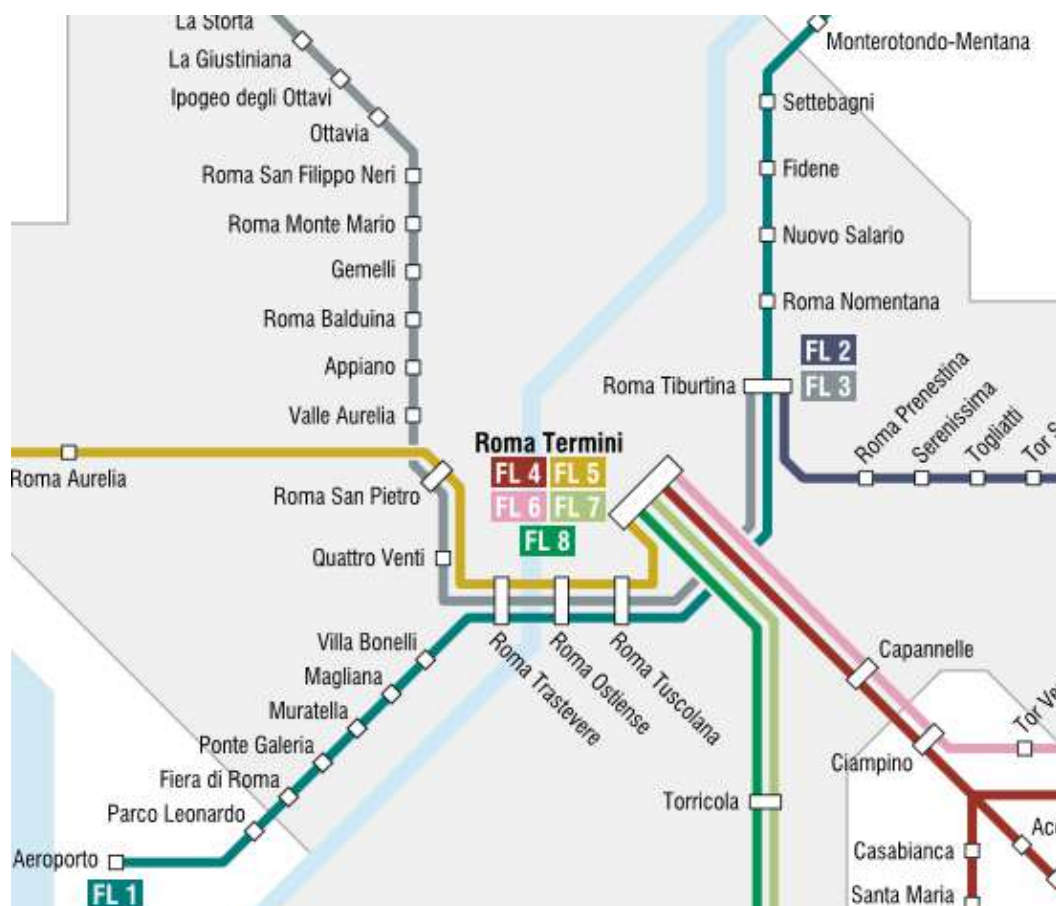 La Storta
La Giustiniana
Ipogeo degli Ottavi
Ottavia
Roma San Filippo Neri
Roma Monte Mario
Gemelli
Roma Balduina
Appiano
Valle Aurelia
Roma Aurelia
Roma San Pietro
Quattro Venti
Monterotondo-Mentana
Settebagni
Fidene
Nuovo Salario
Roma Nomentana
FL 2
FL 3
Roma Tiburtina
Roma Prenestina
Serenissima
Togliatti
Tor S
Roma Termini
FL 4 FL 5
FL 6 FL 7
FL 8
Villa Bonelli
Magliana
Muratella
Ponte Galeria
Fiera di Roma
Parco Leonardo
Aeroporto
FL 1
Roma Trastevere
Roma Ostiense
Roma Tuscolana
Capannelle
Tor Ve
Ciampino
Torricola
Casabianca
Santa Maria
Acc